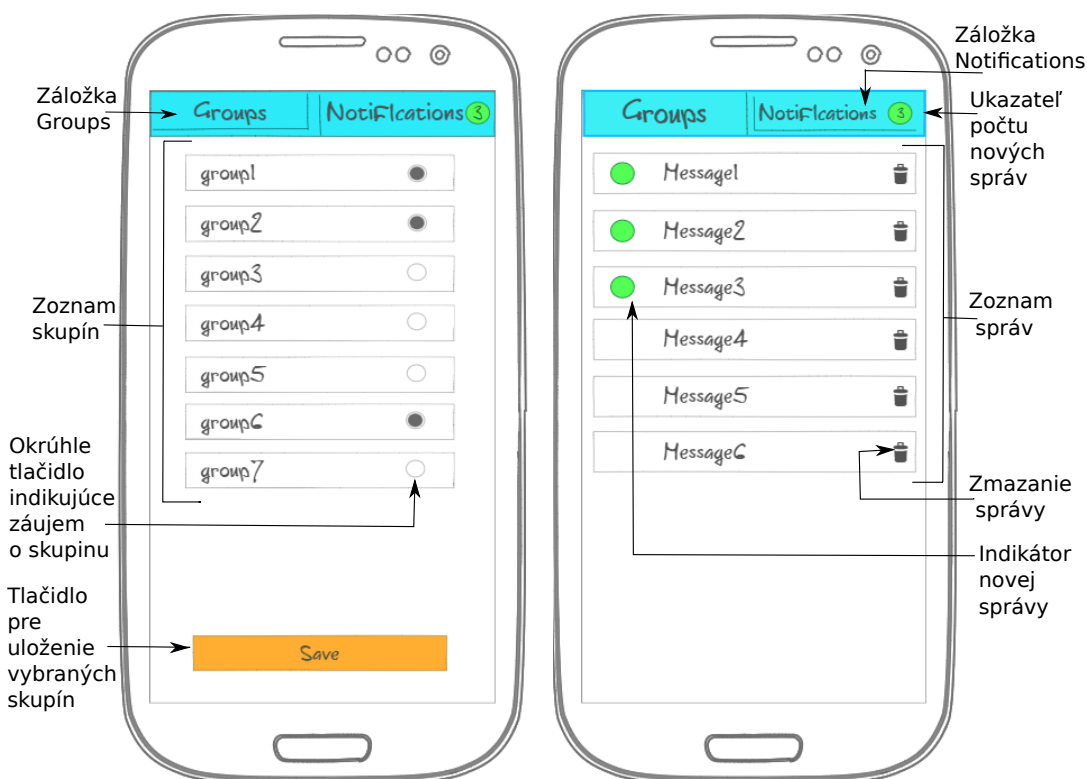 Záložka
Groups
Zoznam
skupín
Okrúhle
tlačidlo
indikujúce
záujem
o skupinu
Tlačidlo
pre
uloženie
vybraných
skupín
Groups
Notifications
3
group1
group2
group3
group4
group5
group6
group7
Save
Groups
Notifications
3
Message1
Message2
Message3
Message4
Message5
Message6
Záložka
Notifications
Ukazateľ
počtu
nových
správ
Zoznam
správ
Zmazanie
správy
Indikátor
novej
správy